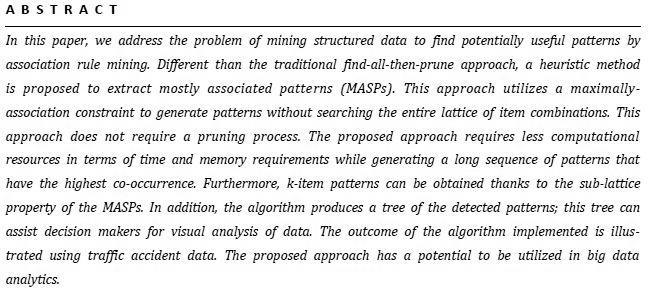 A B S T R A C T
In this paper, we address the problem of mining structured data to find potentially useful patterns by
association rule mining. Different than the traditional find-all-then-prune approach, a heuristic method
is proposed to extract mostly associated patterns (MASPs). This approach utilizes a maximally-
association constraint to generate patterns without searching the entire lattice of item combinations. This
approach does not require a pruning process. The proposed approach requires less computational
resources in terms of time and memory requirements while generating a long sequence of patterns that
have the highest co-occurrence. Furthermore, k-item patterns can be obtained thanks to the sub-lattice
property of the MASPs. In addition, the algorithm produces a tree of the detected patterns; this tree can
assist decision makers for visual analysis of data. The outcome of the algorithm implemented is illus-
trated using traffic accident data. The proposed approach has a potential to be utilized in big data
analytics.